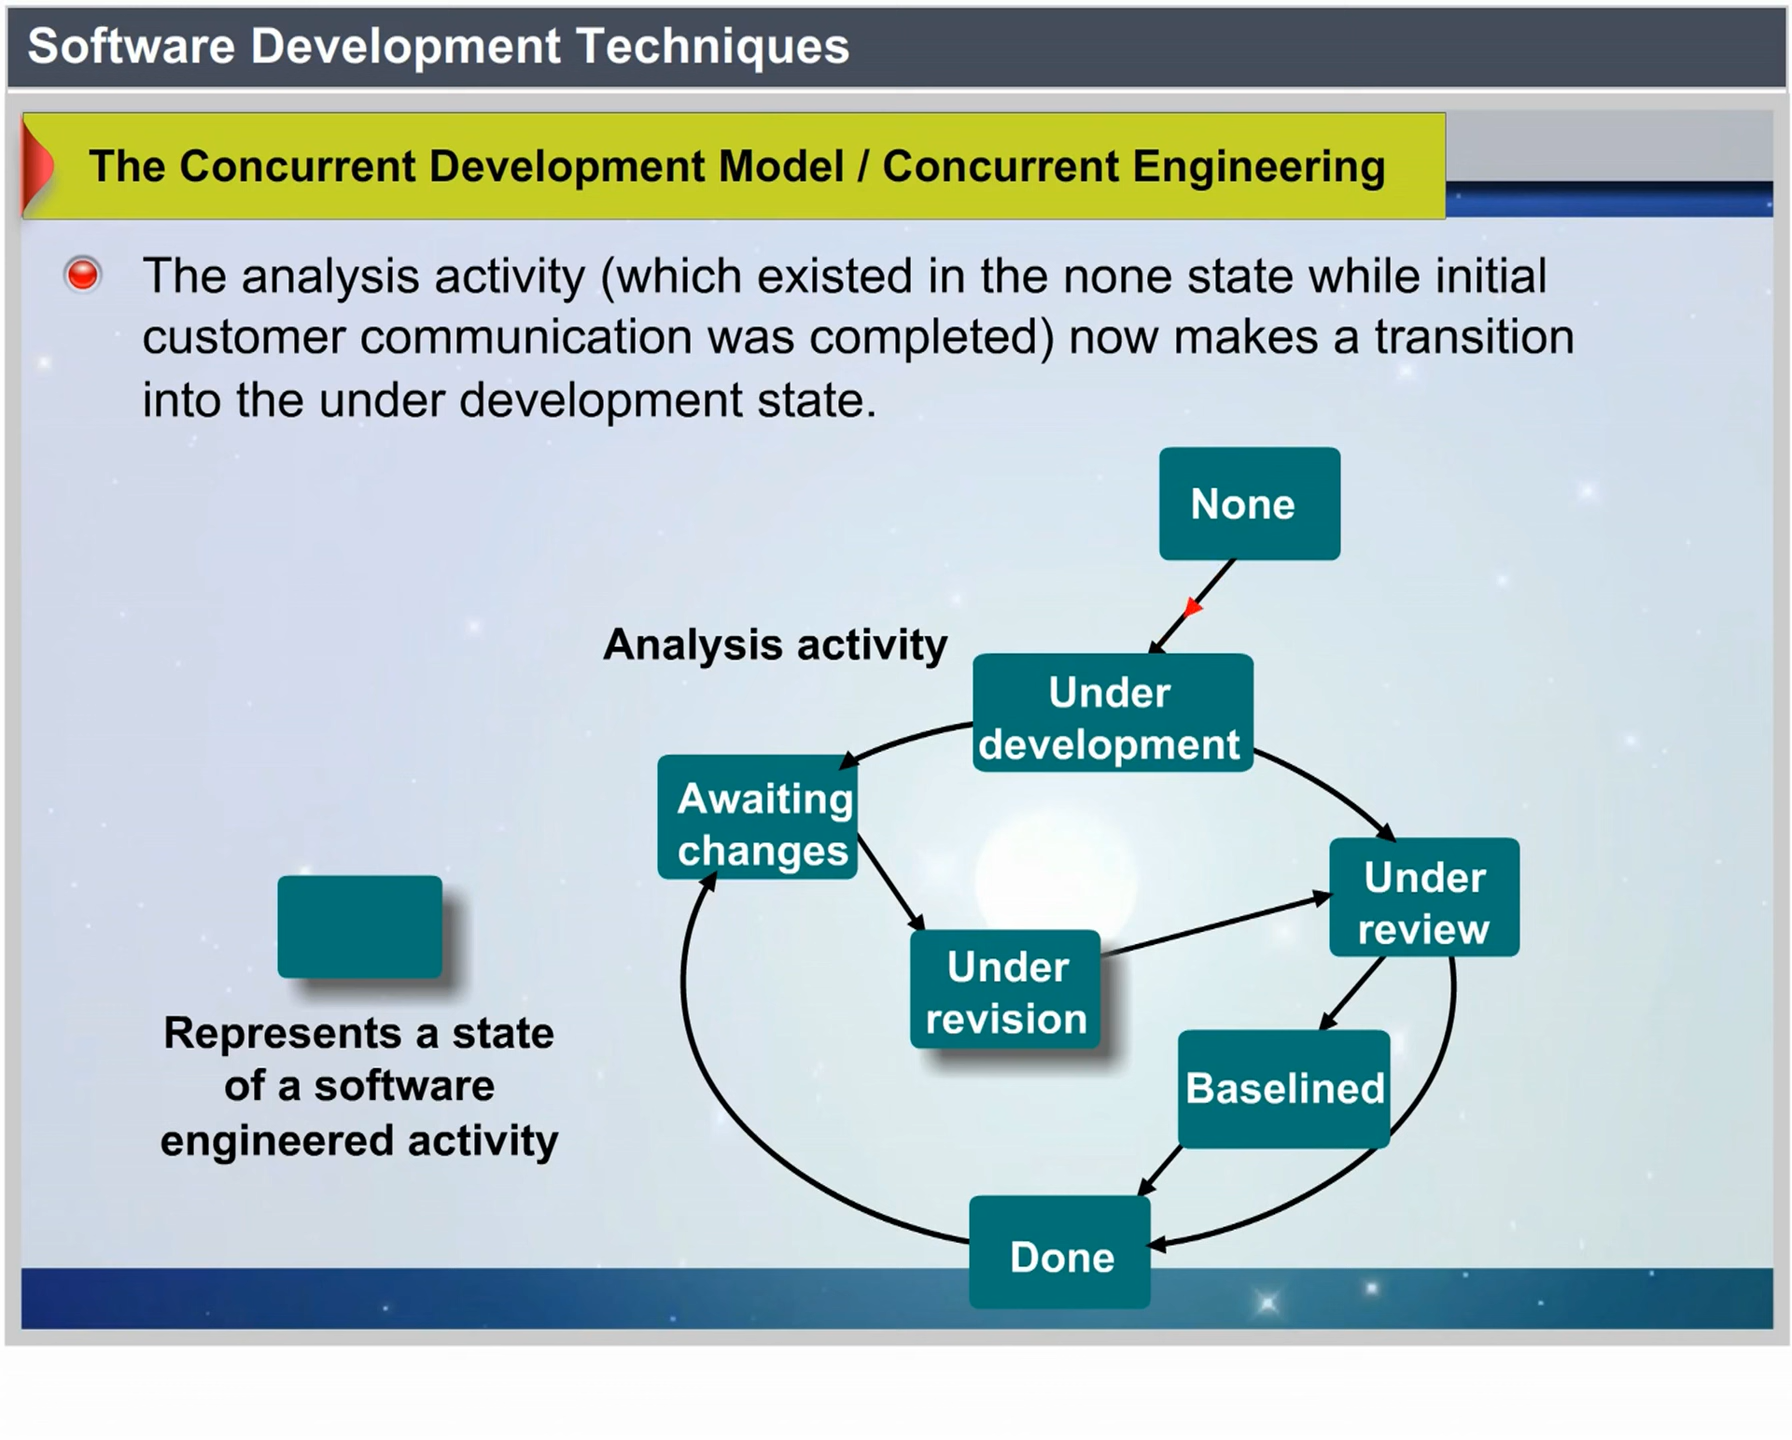 Software Development Techniques
The Concurrent Development Model / Concurrent Engineering
The analysis activity (which existed in the none state while initial
customer communication was completed) now makes a transition
into the under development state.
None
Analysis activity
Under
development
Awaiting
changes
Under
review
Under
revision
Represents a state
of a software
engineered activity
Baselined
Done